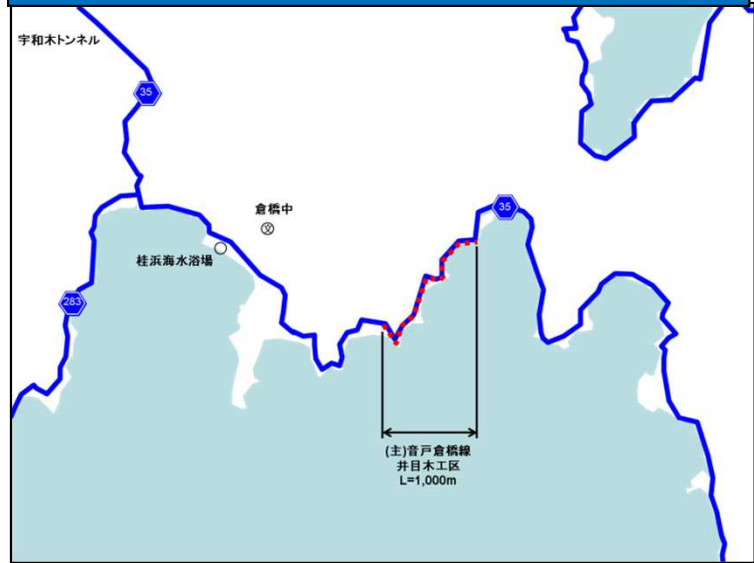 宇和木トンネル
35
倉橋中
文
35
桂浜海水浴場
283
(主)音戸倉橋線
井目木工区
L=1,000m